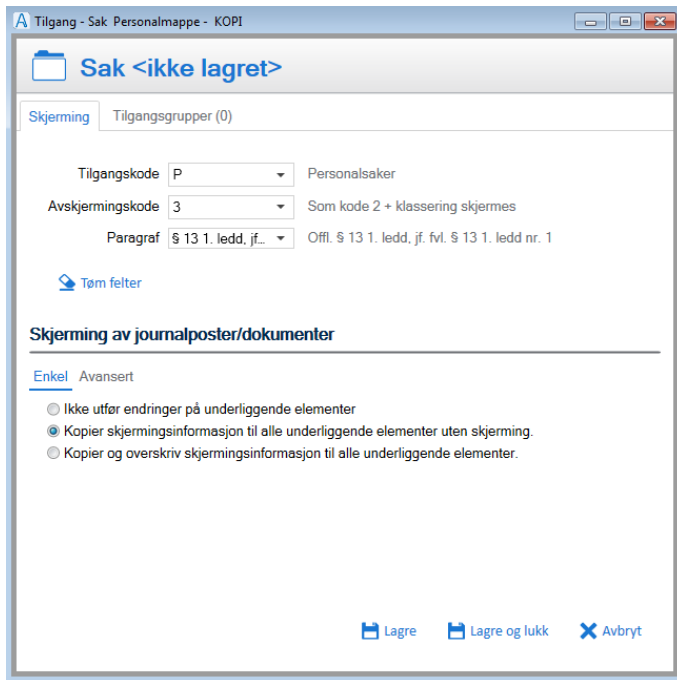 Tilgang - Sak Personalmappe - KOPI
Sak <ikke lagret>
Skjerming Tilgangsgrupper (0)
Tilgangskode P Personalsaker
Avskjermingskode 3 Som kode 2 + klassering skjermes
Paragraf § 13 1. ledd, jf... Offl. § 13 1. ledd, jf. fvl. § 13 1. ledd nr. 1
Tøm felter
Skjerming av journalposter/dokumenter
Enkel Avansert
Ikke utfør endringer på underliggende elementer
Kopier skjermingsinformasjon til alle underliggende elementer uten skjerming.
Kopier og overskriv skjermingsinformasjon til alle underliggende elementer.
Lagre Lagre og lukk Avbryt